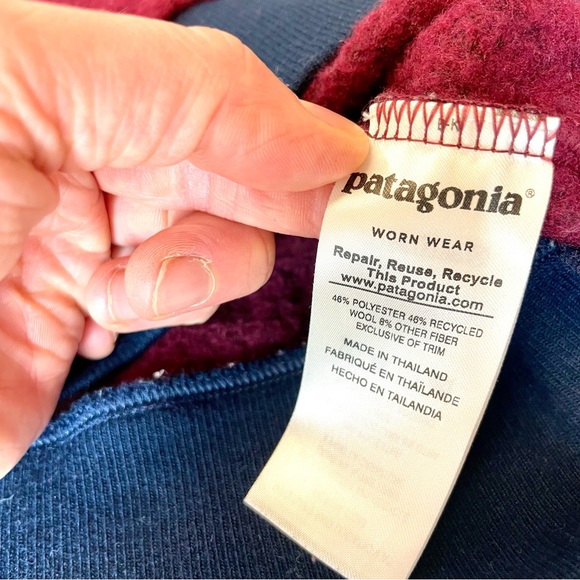 patagonia®
WORN WEAR
Repair, Reuse, Recycle
This Product
www.patagonia.com
46% POLYESTER 46% RECYCLED
WOOL 8% OTHER FIBER
EXCLUSIVE OF TRIM
MADE IN THAILAND
FABRIQUÉ EN THAÏLANDE
HECHO EN TAILANDIA